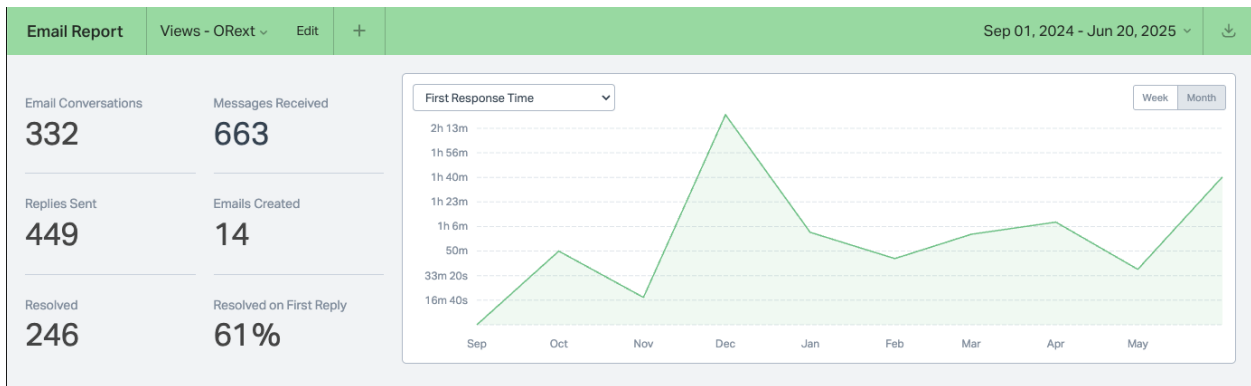 Email Report
Views - ORext
Edit
+
Sep 01, 2024 - Jun 20, 2025
Email Conversations
332
Messages Received
663
Replies Sent
449
Emails Created
14
Resolved
246
Resolved on First Reply
61%
First Response Time
Week
Month
2h 13m
1h 56m
1h 40m
1h 23m
1h 6m
50m
33m 20s
16m 40s
Sep Oct Nov Dec Jan Feb Mar Apr May